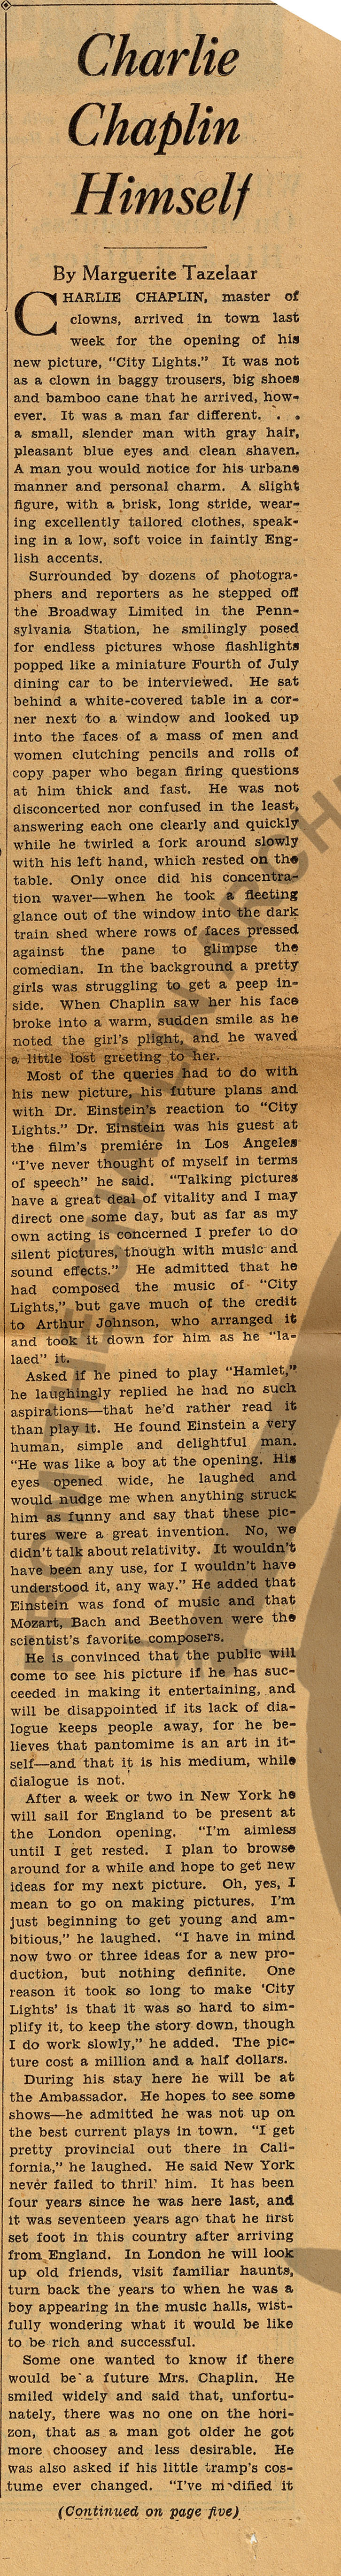 Charlie
Chaplin
Himself
By Marguerite Tazelaar
CHARLIE CHAPLIN, master of
clowns, arrived in town last
week for the opening of his
new picture, "City Lights." It was not
as a clown in baggy trousers, big shoes
and bamboo cane that he arrived, how-
ever. It was a man far different. . .
a small, slender man with gray hair,
pleasant blue eyes and clean shaven.
A man you would notice for his urbane
manner and personal charm. A slight
figure, with a brisk, long stride, wear-
ing excellently tailored clothes, speak-
ing in a low, soft voice in faintly Eng-
lish accents.
Surrounded by dozens of photogra-
phers and reporters as he stepped off
the Broadway Limited in the Penn-
sylvania Station, he smilingly posed
for endless pictures whose flashlights
popped like a miniature Fourth of July
dining car to be interviewed. He sat
behind a white-covered table in a cor-
ner next to a window and looked up
into the faces of a mass of men and
women clutching pencils and rolls of
copy paper who began firing questions
at him thick and fast. He was not
disconcerted nor confused in the least,
answering each one clearly and quickly
while he twirled a fork around slowly
with his left hand, which rested on the
table. Only once did his concentra-
tion waver—when he took a fleeting
glance out of the window into the dark
train shed where rows of faces pressed
against the pane to glimpse the
comedian. In the background a pretty
girls was struggling to get a peep in-
side. When Chaplin saw her his face
broke into a warm, sudden smile as he
noted the girl's plight, and he waved
a little lost greeting to her.
Most of the queries had to do with
his new picture, his future plans and
with Dr. Einstein's reaction to "City
Lights." Dr. Einstein was his guest at
the film's premiére in Los Angeles
"I've never thought of myself in terms
of speech" he said. "Talking pictures
have a great deal of vitality and I may
direct one some day, but as far as my
own acting is concerned I prefer to do
silent pictures, though with music and
sound effects." He admitted that he
had composed the music of "City
Lights," but gave much of the credit
to Arthur Johnson, who arranged it
and took it down for him as he "la-
laed" it.
Asked if he pined to play "Hamlet,"
he laughingly replied he had no such
aspirations—that he'd rather read it
than play it. He found Einstein a very
human, simple and delightful man.
"He was like a boy at the opening. His
eyes opened wide, he laughed and
would nudge me when anything struck
him as funny and say that these pic-
tures were a great invention. No, we
didn't talk about relativity. It wouldn't
have been any use, for I wouldn't have
understood it, any way." He added that
Einstein was fond of music and that
Mozart, Bach and Beethoven were the
scientist's favorite composers.
He is convinced that the public will
come to see his picture if he has suc-
ceeded in making it entertaining, and
will be disappointed if its lack of dia-
logue keeps people away, for he be-
lieves that pantomime is an art in it-
self—and that it is his medium, while
dialogue is not.
After a week or two in New York he
will sail for England to be present at
the London opening. "I'm aimless
until I get rested. I plan to browse
around for a while and hope to get new
ideas for my next picture. Oh, yes, I
mean to go on making pictures. I'm
just beginning to get young and am-
bitious," he laughed. "I have in mind
now two or three ideas for a new pro-
duction, but nothing definite. One
reason it took so long to make 'City
Lights' is that it was so hard to sim-
plify it, to keep the story down, though
I do work slowly," he added. The pic-
ture cost a million and a half dollars.
During his stay here he will be at
the Ambassador. He hopes to see some
shows—he admitted he was not up on
the best current plays in town. "I get
pretty provincial out there in Cali-
fornia," he laughed. He said New York
never failed to thrill him. It has been
four years since he was here last, and
it was seventeen years ago that he first
set foot in this country after arriving
from England. In London he will look
up old friends, visit familiar haunts,
turn back the years to when he was a
boy appearing in the music halls, wist-
fully wondering what it would be like
to be rich and successful.
Some one wanted to know if there
would be a future Mrs. Chaplin. He
smiled widely and said that, unfortu-
nately, there was no one on the hori-
zon, that as a man got older he got
more choosey and less desirable. He
was also asked if his little tramp's cos-
tume ever changed. "I've modified it
(Continued on page five)
FROM THE CHAPLIN ARCHI